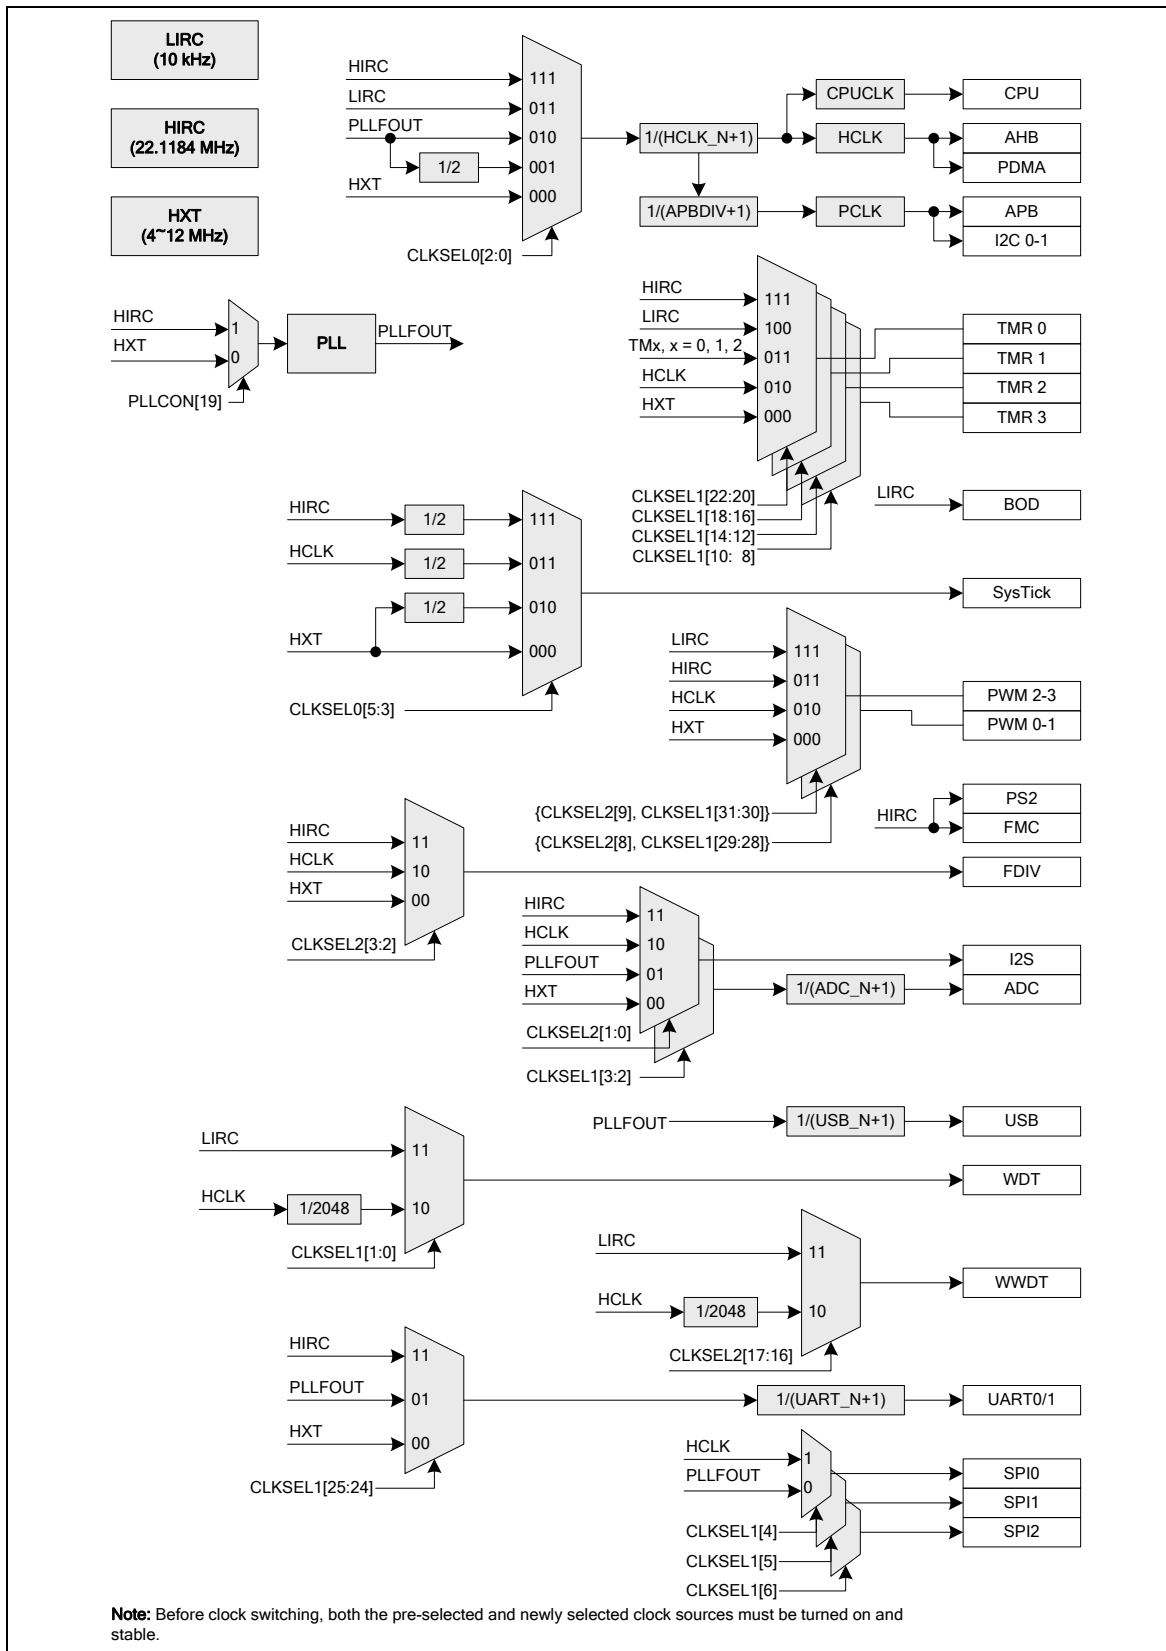 LIRC
(10 kHz)
HIRC
(22.1184 MHz)
HXT
(4~12 MHz)
HIRC
LIRC
PLLFOUT
HXT
1/2
111
011
010
001
000
CLKSEL0[2:0]
1/(HCLK_N+1)
1/(APBDIV+1)
CPUCLK
HCLK
PCLK
CPU
AHB
PDMA
APB
I2C 0-1
HIRC
HXT
1
0
PLL
PLLFOUT
PLLCON[19]
HIRC
LIRC
TMx, x = 0, 1, 2
HCLK
HXT
111
100
011
010
000
CLKSEL1[22:20]
CLKSEL1[18:16]
CLKSEL1[14:12]
CLKSEL1[10: 8]
TMR 0
TMR 1
TMR 2
TMR 3
LIRC
BOD
HIRC
HCLK
HXT
1/2
1/2
1/2
111
011
010
000
CLKSEL0[5:3]
SysTick
LIRC
HIRC
HCLK
HXT
111
011
010
000
{CLKSEL2[9], CLKSEL1[31:30]}
{CLKSEL2[8], CLKSEL1[29:28]}
PWM 2-3
PWM 0-1
HIRC
PS2
FMC
HIRC
HCLK
HXT
11
10
00
CLKSEL2[3:2]
FDIV
HIRC
HCLK
PLLFOUT
HXT
11
10
01
00
CLKSEL2[1:0]
CLKSEL1[3:2]
1/(ADC_N+1)
I2S
ADC
PLLFOUT
1/(USB_N+1)
USB
LIRC
HCLK
1/2048
11
10
CLKSEL1[1:0]
WDT
LIRC
HCLK
1/2048
11
10
CLKSEL2[17:16]
WWDT
HIRC
PLLFOUT
HXT
11
01
00
CLKSEL1[25:24]
1/(UART_N+1)
UART0/1
HCLK
PLLFOUT
1
0
CLKSEL1[4]
CLKSEL1[5]
CLKSEL1[6]
SPI0
SPI1
SPI2
Note: Before clock switching, both the pre-selected and newly selected clock sources must be turned on and
stable.